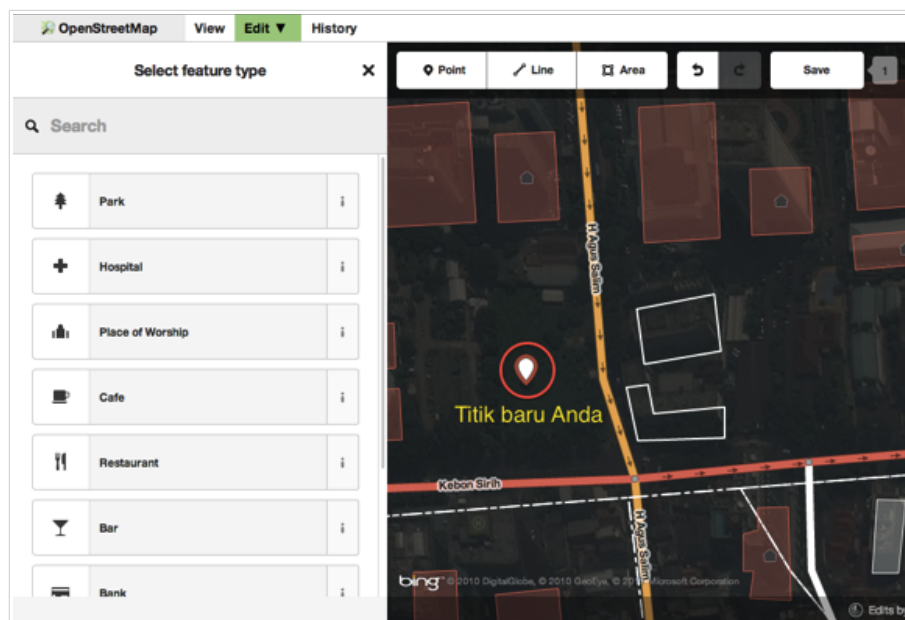 OpenStreetMap View Edit ▼ History
Select feature type
Point Line Area Save 1
Search
Park
Hospital
Place of Worship
Cafe
Restaurant
Bar
Bank
H Agus Salim
Titik baru Anda
Kebon Sirih
H Agus Salim
bing © 2010 DigitalGlobe, © 2010 GeoEye, © 201 Microsoft Corporation
Edits by